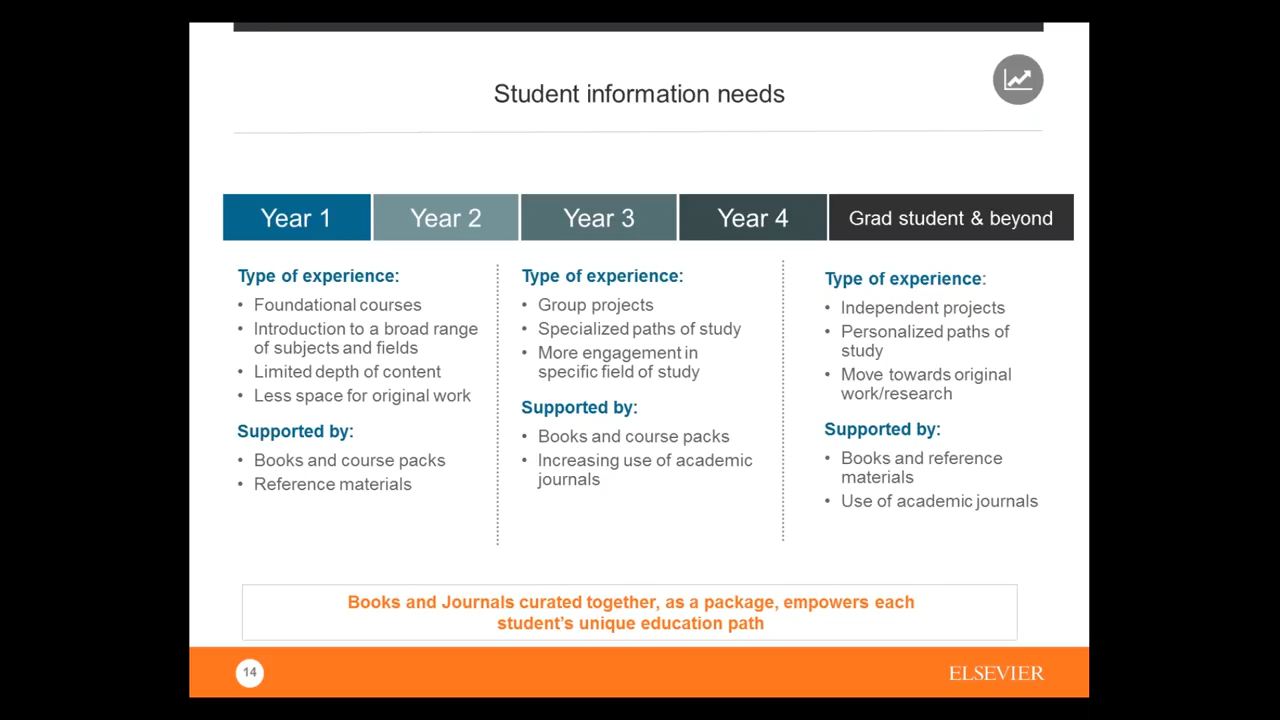 Student information needs
Year 1
Year 2
Year 3
Year 4
Grad student & beyond
Type of experience:
• Foundational courses
• Introduction to a broad range
of subjects and fields
• Limited depth of content
• Less space for original work
Supported by:
• Books and course packs
• Reference materials
Type of experience:
• Group projects
• Specialized paths of study
• More engagement in
specific field of study
Supported by:
• Books and course packs
• Increasing use of academic
journals
Type of experience:
• Independent projects
• Personalized paths of
study
• Move towards original
work/research
Supported by:
• Books and reference
materials
• Use of academic journals
Books and Journals curated together, as a package, empowers each
student's unique education path
14
ELSEVIER